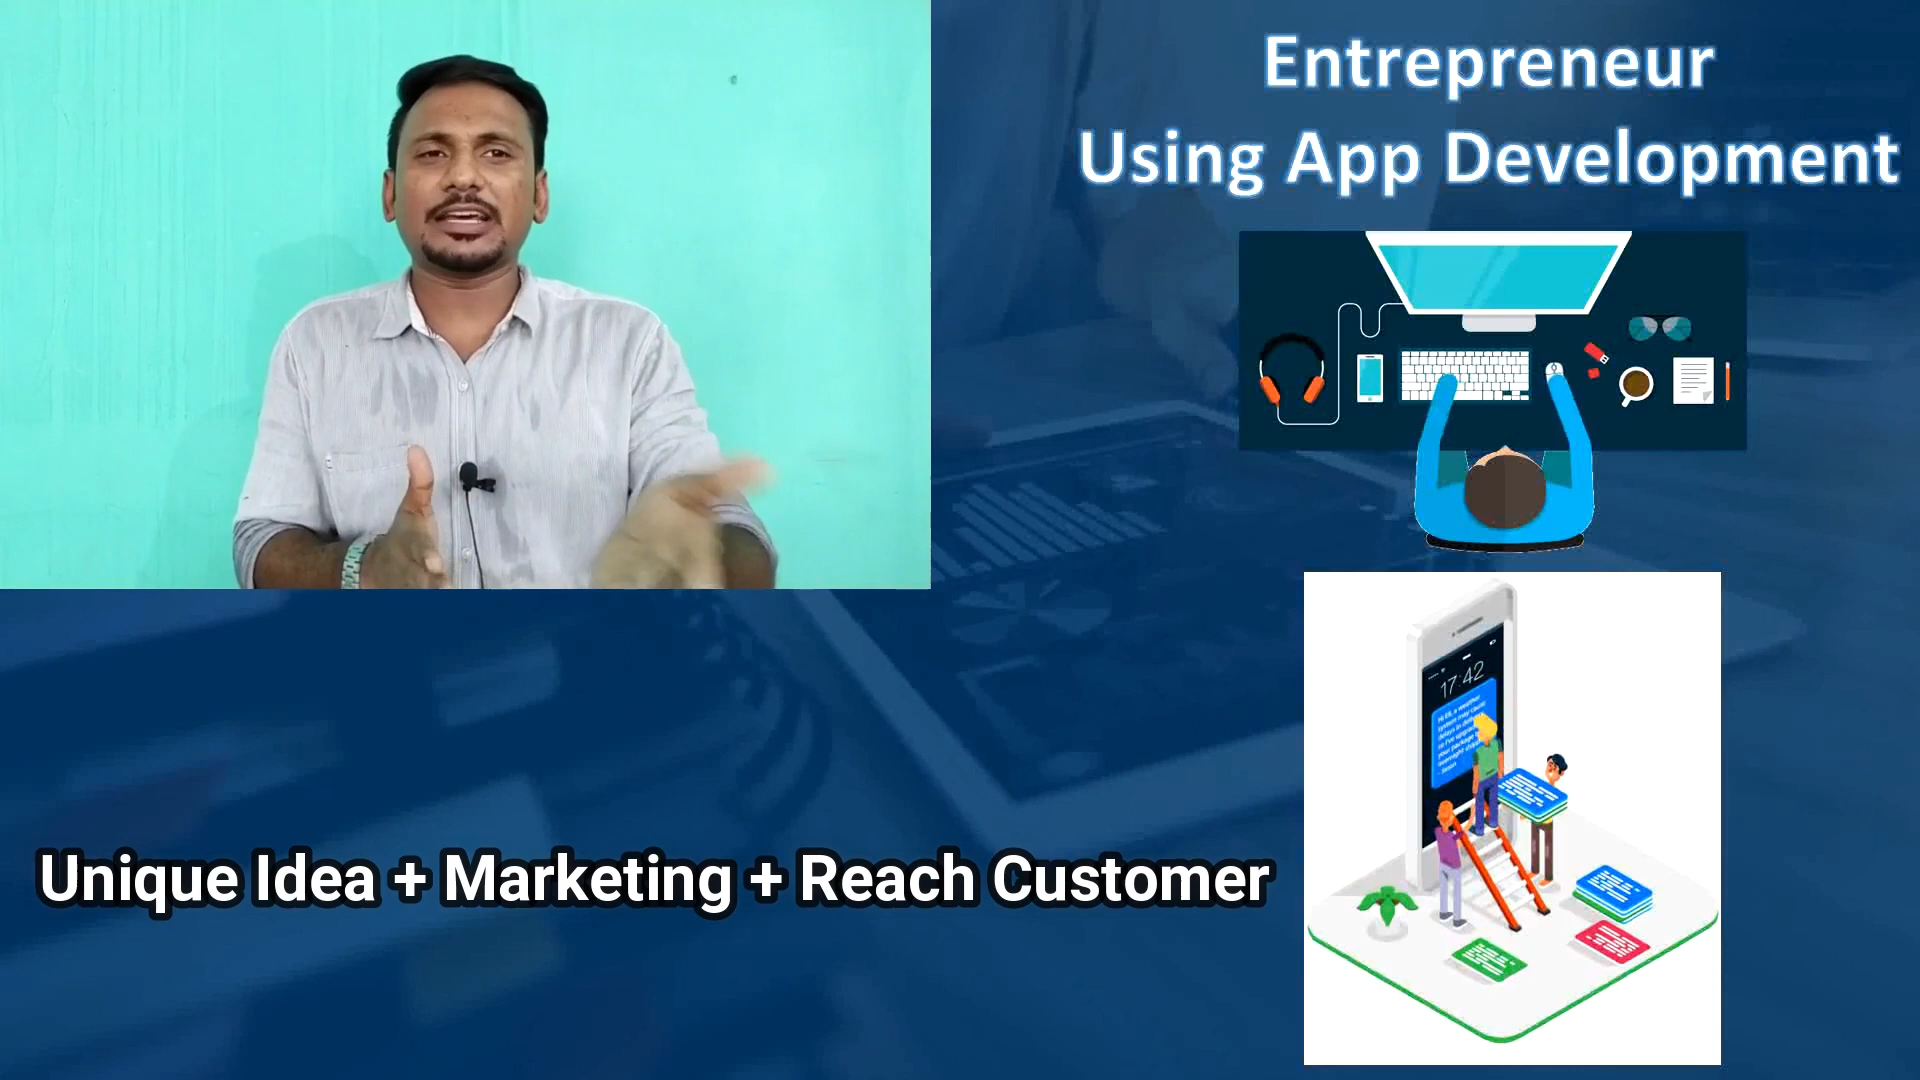 Entrepreneur
Using App Development
17:42
Unique Idea + Marketing + Reach Customer